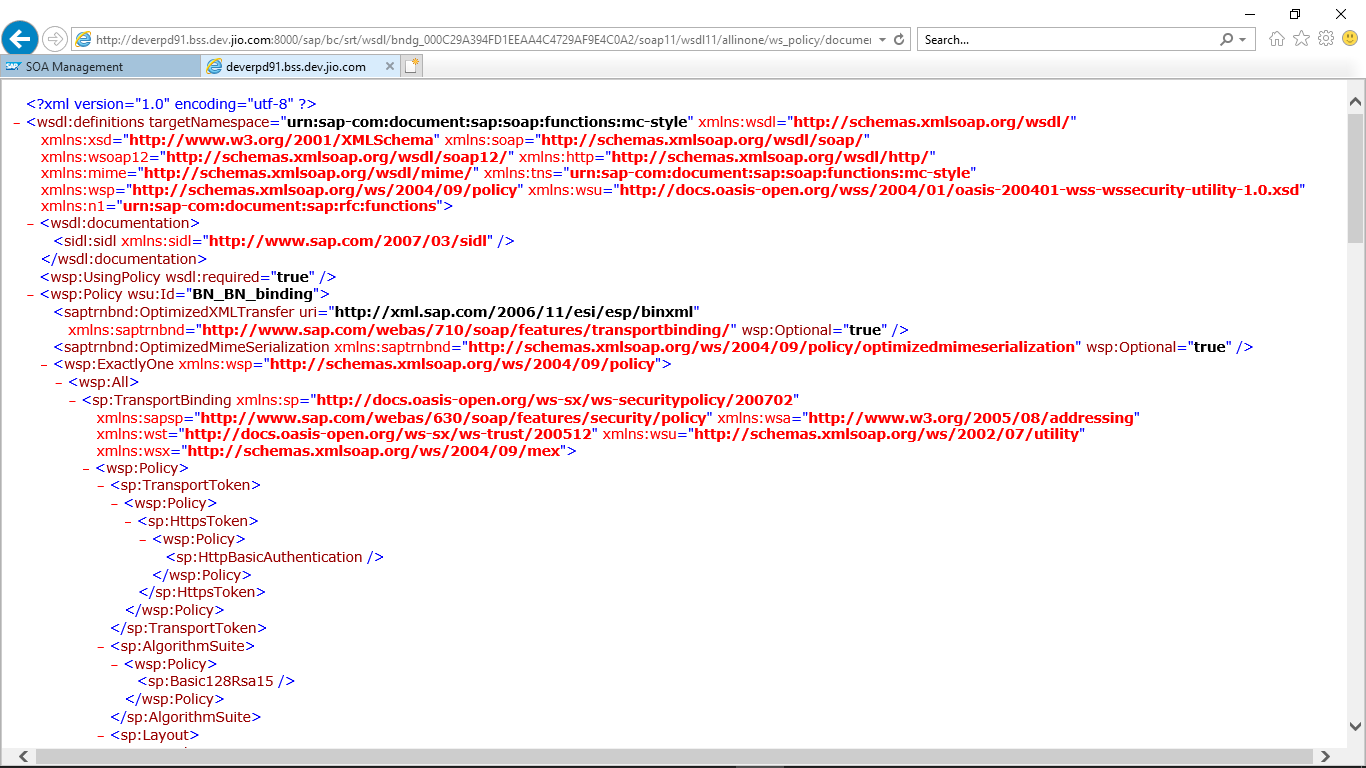 http://deverpd91.bss.dev.jio.com:8000/sap/bc/srt/wsdl/bndg_000C29A394FD1EEAA4C4729AF9E4C0A2/soap11/wsdl11/allinone/ws_policy/documer
Search...
SAP SOA Management
deverpd91.bss.dev.jio.com
<?xml version="1.0" encoding="utf-8" ?>
– <wsdl:definitions targetNamespace="urn:sap-com:document:sap:soap:functions:mc-style" xmlns:wsdl="http://schemas.xmlsoap.org/wsdl/"
xmlns:xsd="http://www.w3.org/2001/XMLSchema" xmlns:soap="http://schemas.xmlsoap.org/wsdl/soap/"
xmlns:wsoap12="http://schemas.xmlsoap.org/wsdl/soap12/" xmlns:http="http://schemas.xmlsoap.org/wsdl/http/"
xmlns:mime="http://schemas.xmlsoap.org/wsdl/mime/" xmlns:tns="urn:sap-com:document:sap:soap:functions:mc-style"
xmlns:wsp="http://schemas.xmlsoap.org/ws/2004/09/policy" xmlns:wsu="http://docs.oasis-open.org/wss/2004/01/oasis-200401-wss-wssecurity-utility-1.0.xsd"
xmlns:n1="urn:sap-com:document:sap:rfc:functions">
– <wsdl:documentation>
<sidl:sidl xmlns:sidl="http://www.sap.com/2007/03/sidl" />
</wsdl:documentation>
<wsp:UsingPolicy wsdl:required="true" />
– <wsp:Policy wsu:Id="BN_BN_binding">
<saptrnbnd:OptimizedXMLTransfer uri="http://xml.sap.com/2006/11/esi/esp/binxml"
xmlns:saptrnbnd="http://www.sap.com/webas/710/soap/features/transportbinding/" wsp:Optional="true" />
<saptrnbnd:OptimizedMimeSerialization xmlns:saptrnbnd="http://schemas.xmlsoap.org/ws/2004/09/policy/optimizedmimeserialization" wsp:Optional="true" />
– <wsp:ExactlyOne xmlns:wsp="http://schemas.xmlsoap.org/ws/2004/09/policy">
– <wsp:All>
– <sp:TransportBinding xmlns:sp="http://docs.oasis-open.org/ws-sx/ws-securitypolicy/200702"
xmlns:sapsp="http://www.sap.com/webas/630/soap/features/security/policy" xmlns:wsa="http://www.w3.org/2005/08/addressing"
xmlns:wst="http://docs.oasis-open.org/ws-sx/ws-trust/200512" xmlns:wsu="http://schemas.xmlsoap.org/ws/2002/07/utility"
xmlns:wsx="http://schemas.xmlsoap.org/ws/2004/09/mex">
– <wsp:Policy>
– <sp:TransportToken>
– <wsp:Policy>
– <sp:HttpsToken>
– <wsp:Policy>
<sp:HttpBasicAuthentication />
</wsp:Policy>
</sp:HttpsToken>
</wsp:Policy>
</sp:TransportToken>
– <sp:AlgorithmSuite>
– <wsp:Policy>
<sp:Basic128Rsa15 />
</wsp:Policy>
</sp:AlgorithmSuite>
– <sp:Layout>